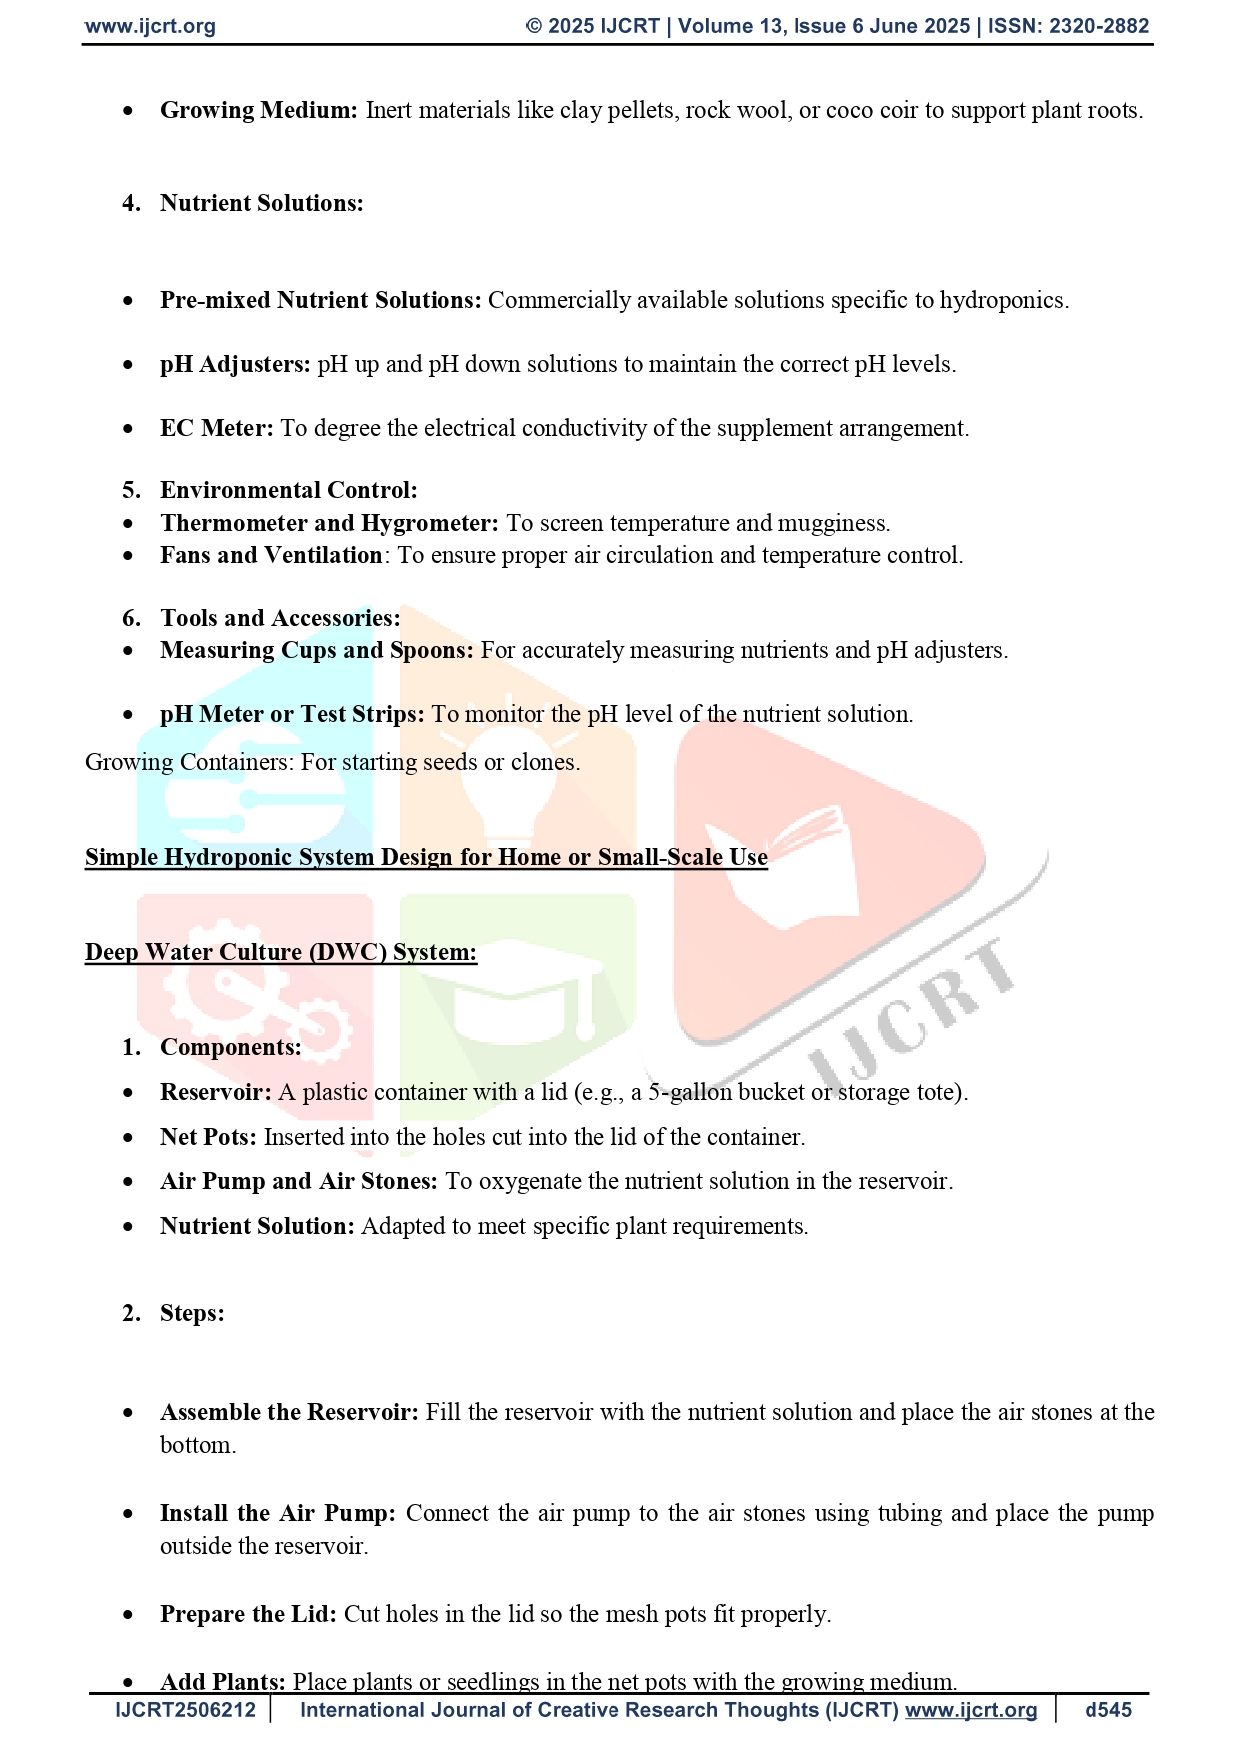 www.ijcrt.org © 2025 IJCRT | Volume 13, Issue 6 June 2025 | ISSN: 2320-2882
• Growing Medium: Inert materials like clay pellets, rock wool, or coco coir to support plant roots.
4. Nutrient Solutions:
• Pre-mixed Nutrient Solutions: Commercially available solutions specific to hydroponics.
• pH Adjusters: pH up and pH down solutions to maintain the correct pH levels.
• EC Meter: To degree the electrical conductivity of the supplement arrangement.
5. Environmental Control:
• Thermometer and Hygrometer: To screen temperature and mugginess.
• Fans and Ventilation: To ensure proper air circulation and temperature control.
6. Tools and Accessories:
• Measuring Cups and Spoons: For accurately measuring nutrients and pH adjusters.
• pH Meter or Test Strips: To monitor the pH level of the nutrient solution.
Growing Containers: For starting seeds or clones.
Simple Hydroponic System Design for Home or Small-Scale Use
Deep Water Culture (DWC) System:
IJCRT
1. Components:
• Reservoir: A plastic container with a lid (e.g., a 5-gallon bucket or storage tote).
• Net Pots: Inserted into the holes cut into the lid of the container.
• Air Pump and Air Stones: To oxygenate the nutrient solution in the reservoir.
• Nutrient Solution: Adapted to meet specific plant requirements.
2. Steps:
• Assemble the Reservoir: Fill the reservoir with the nutrient solution and place the air stones at the
bottom.
• Install the Air Pump: Connect the air pump to the air stones using tubing and place the pump
outside the reservoir.
• Prepare the Lid: Cut holes in the lid so the mesh pots fit properly.
• Add Plants: Place plants or seedlings in the net pots with the growing medium.
IJCRT2506212 | International Journal of Creative Research Thoughts (IJCRT) www.ijcrt.org | d545